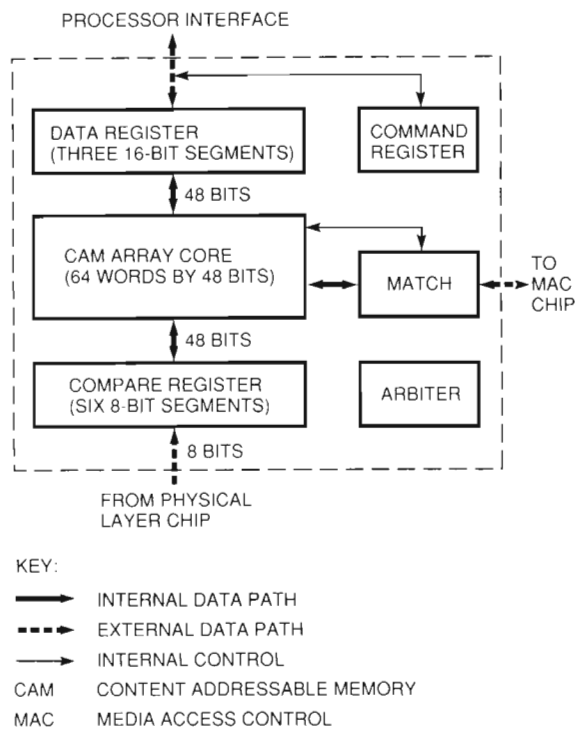 PROCESSOR INTERFACE
DATA REGISTER
(THREE 16-BIT SEGMENTS)
COMMAND
REGISTER
48 BITS
CAM ARRAY CORE
(64 WORDS BY 48 BITS)
MATCH
TO
MAC
CHIP
48 BITS
COMPARE REGISTER
(SIX 8-BIT SEGMENTS)
ARBITER
8 BITS
FROM PHYSICAL
LAYER CHIP
KEY:
INTERNAL DATA PATH
EXTERNAL DATA PATH
INTERNAL CONTROL
CAM CONTENT ADDRESSABLE MEMORY
MAC MEDIA ACCESS CONTROL